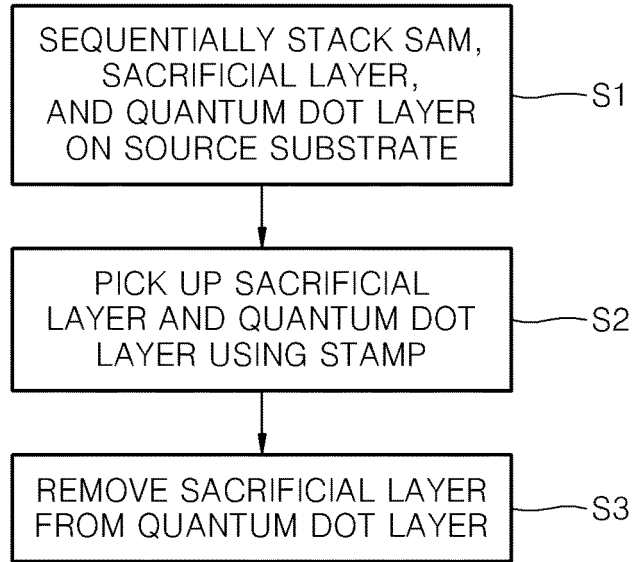 SEQUENTIALLY STACK SAM,
SACRIFICIAL LAYER,
AND QUANTUM DOT LAYER
ON SOURCE SUBSTRATE
S1
PICK UP SACRIFICIAL
LAYER AND QUANTUM DOT
LAYER USING STAMP
S2
REMOVE SACRIFICIAL LAYER
FROM QUANTUM DOT LAYER
S3